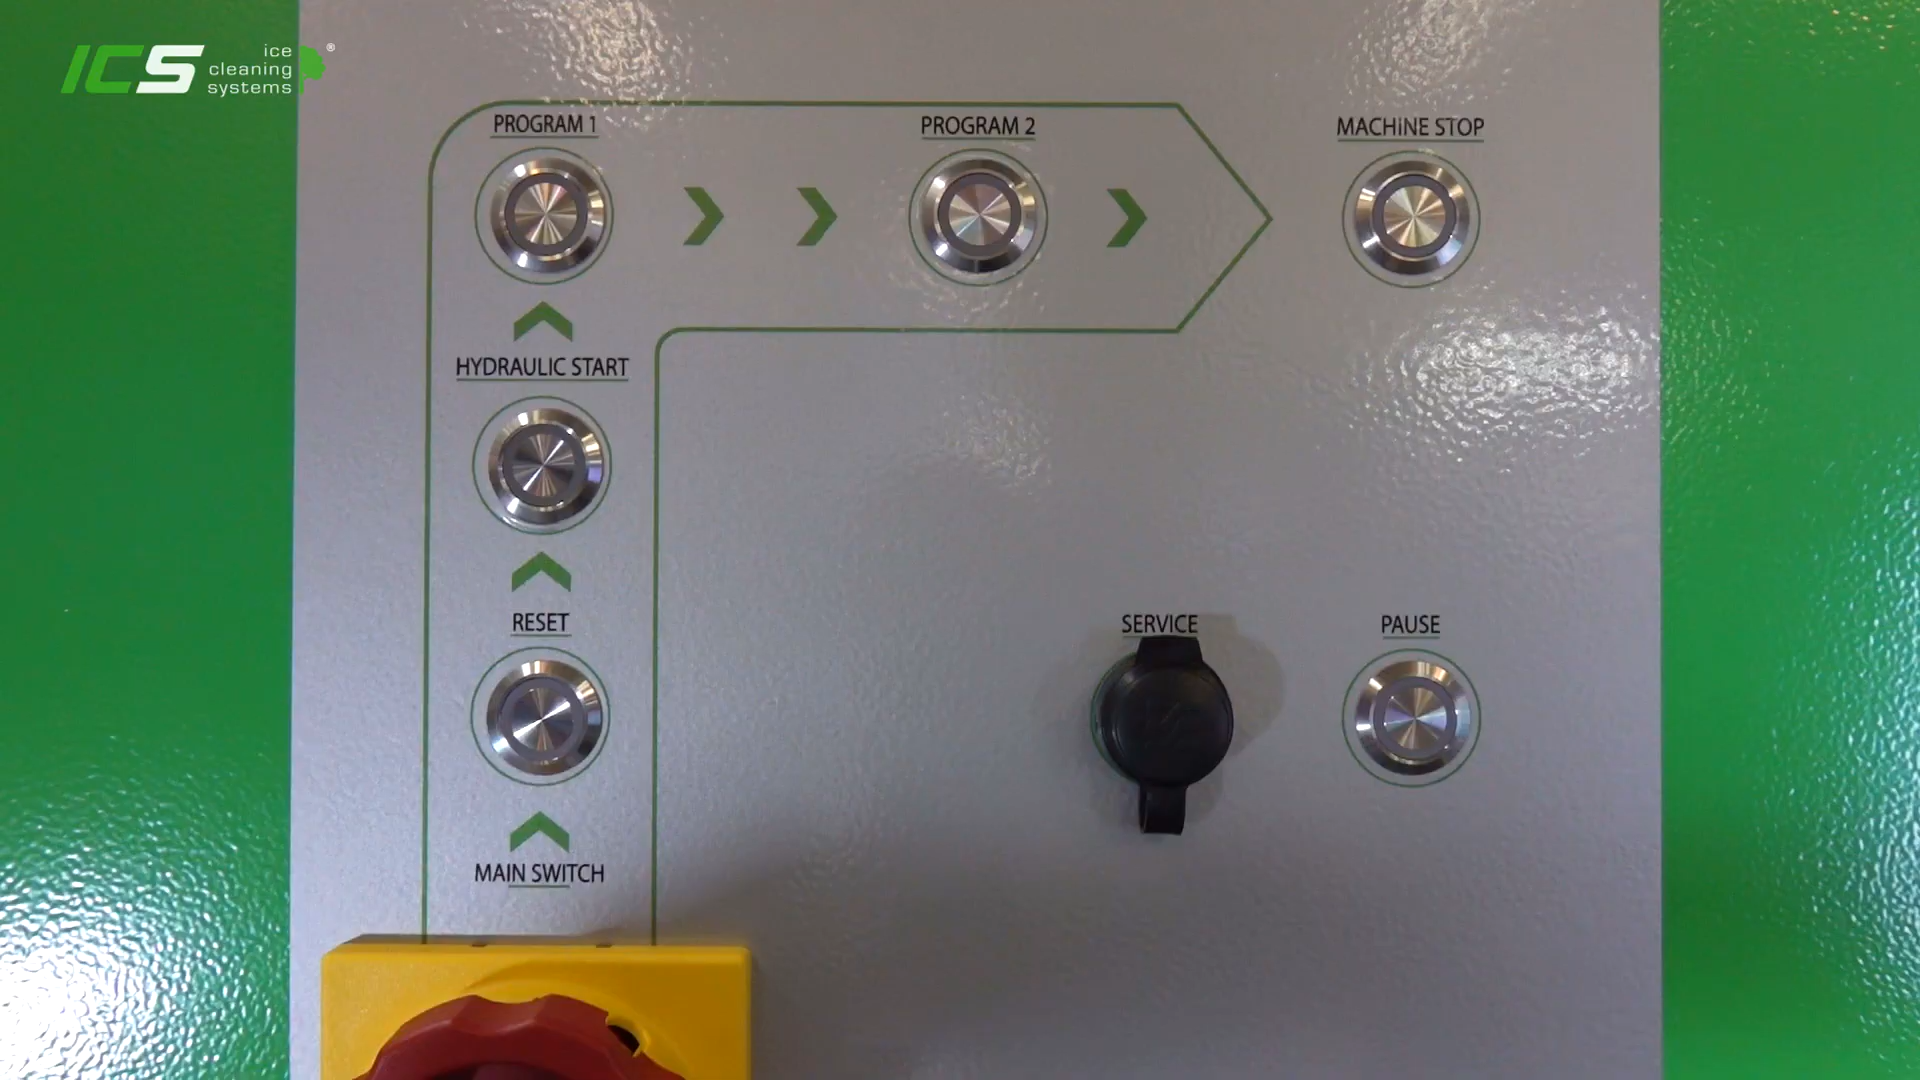 ICS ice
cleaning
systems ®
PROGRAM 1
PROGRAM 2
MACHINE STOP
HYDRAULIC START
RESET
SERVICE
PAUSE
MAIN SWITCH